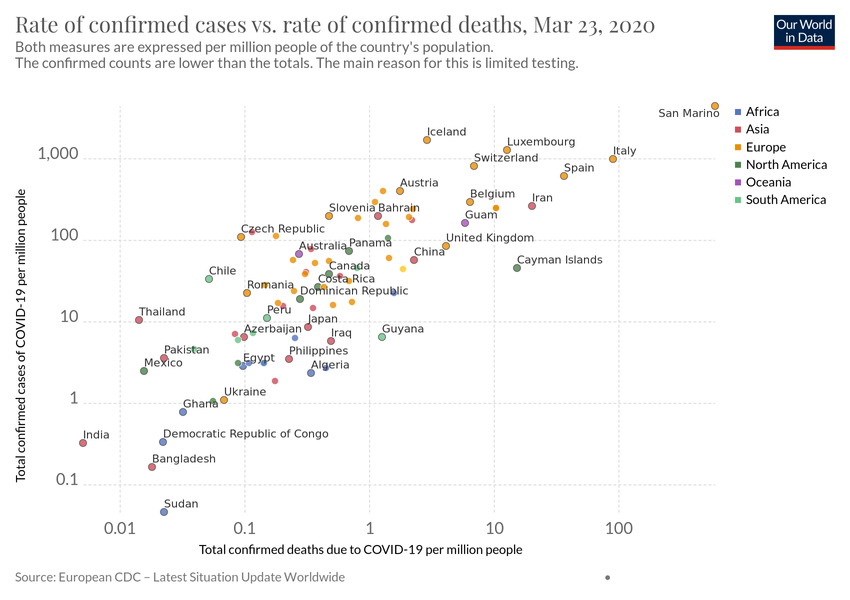 Rate of confirmed cases vs. rate of confirmed deaths, Mar 23, 2020
Both measures are expressed per million people of the country's population.
The confirmed counts are lower than the totals. The main reason for this is limited testing.
Our World
in Data
San Marino
Iceland
Luxembourg
Italy
Switzerland
Spain
Austria
Belgium
Iran
Slovenia
Bahrain
Guam
Czech Republic
Panama
United Kingdom
Australia
China
Cayman Islands
Canada
Chile
Costa Rica
Romania
Dominican Republic
Thailand
Peru
Japan
Azerbaijan
Iraq
Guyana
Pakistan
Philippines
Mexico
Egypt
Algeria
Ukraine
Ghana
India
Democratic Republic of Congo
Bangladesh
Sudan
Africa
Asia
Europe
North America
Oceania
South America
Total confirmed cases of COVID-19 per million people
1,000
100
10
1
0.1
0.01
0.1
1
10
100
Total confirmed deaths due to COVID-19 per million people
Source: European CDC – Latest Situation Update Worldwide